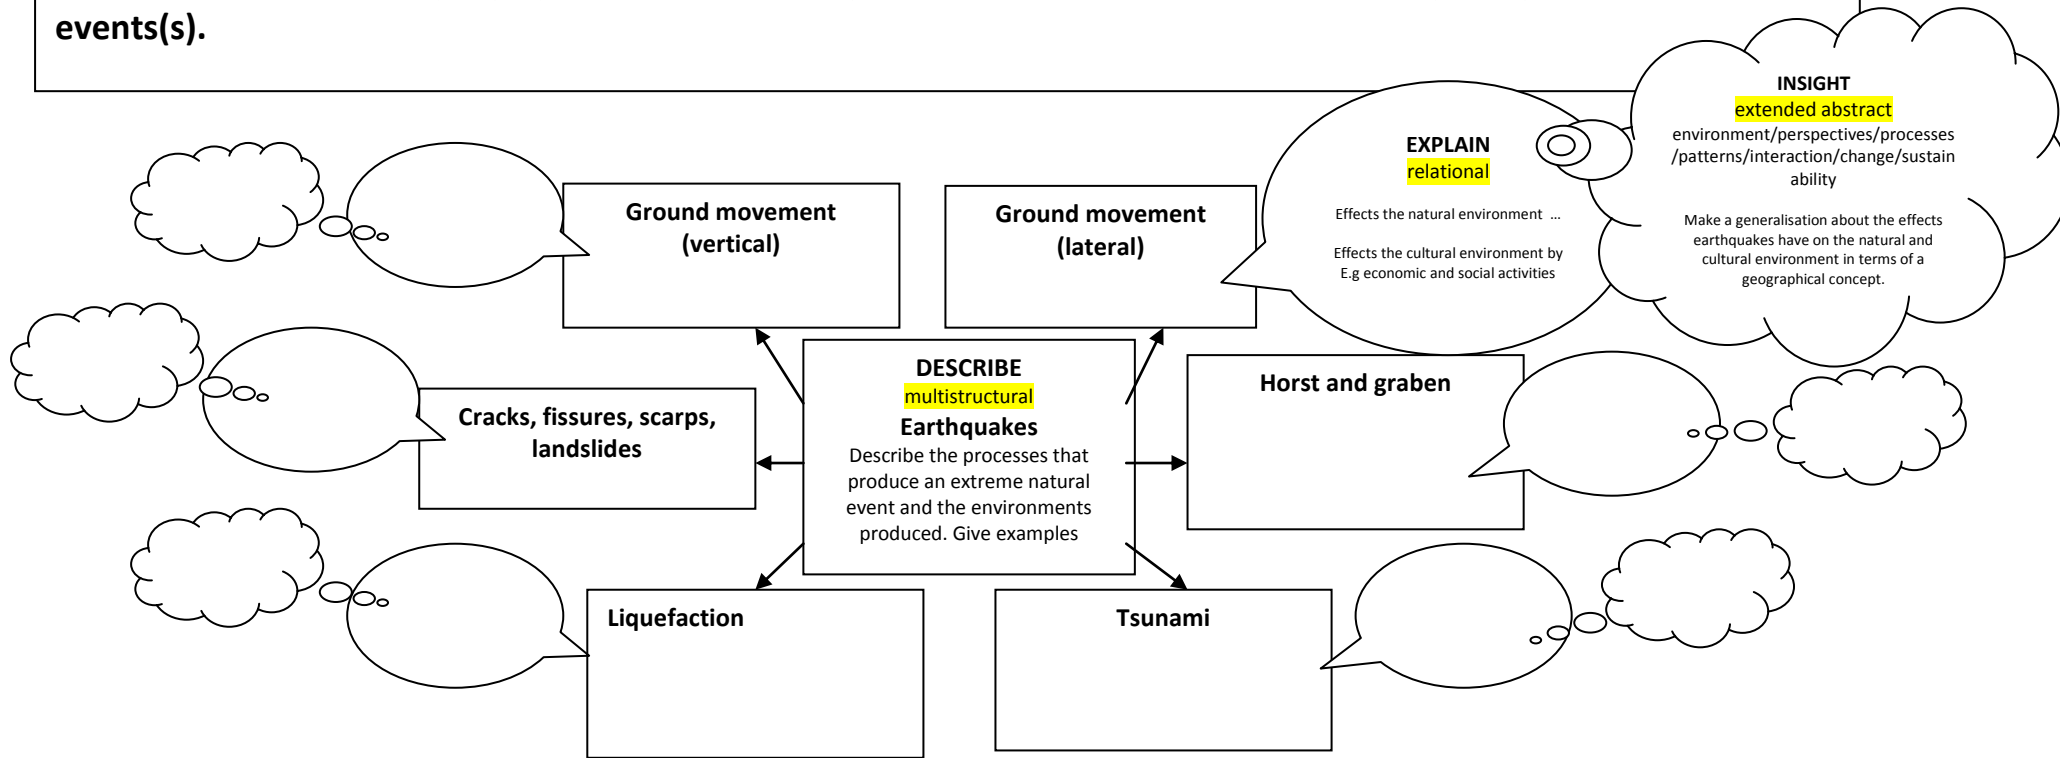 events(s).
INSIGHT
extended abstract
environment/perspectives/processes
/patterns/interaction/change/sustain
ability
Make a generalisation about the effects
earthquakes have on the natural and
cultural environment in terms of a
geographical concept.
EXPLAIN
relational
Effects the natural environment  ...
Effects the cultural environment by
E.g economic and social activities
Ground movement
(vertical)
Ground movement
(lateral)
Cracks, fissures, scarps,
landslides
DESCRIBE
multistructural
Earthquakes
Describe the processes that
produce an extreme natural
event and the environments
produced. Give examples
Horst and graben
Liquefaction
Tsunami